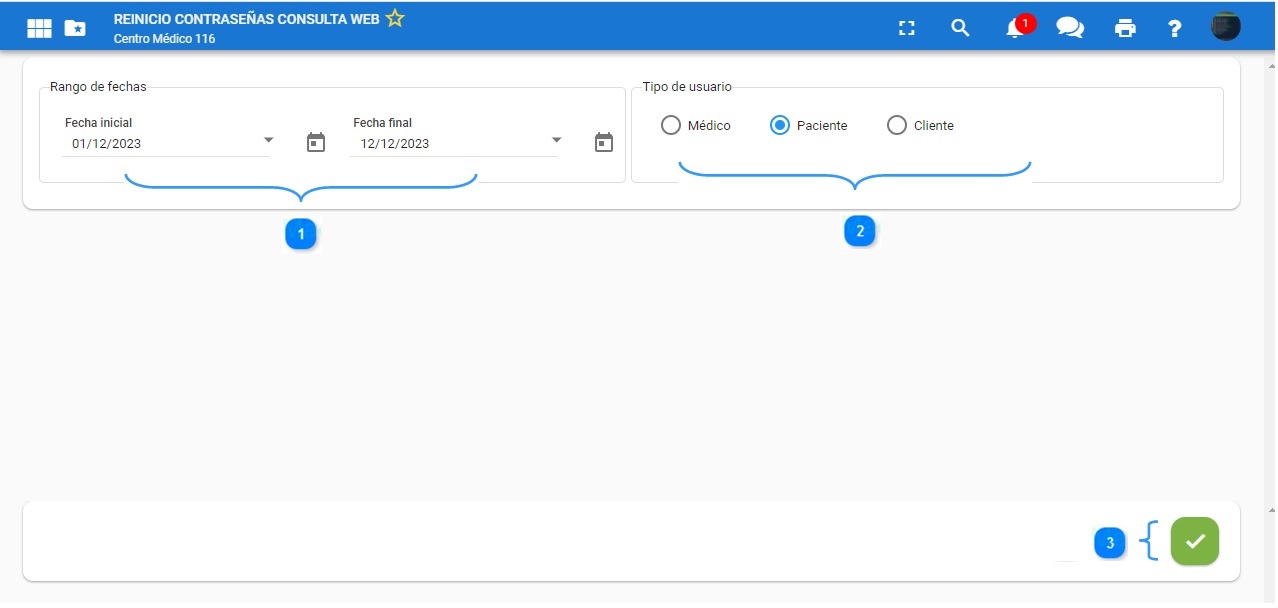 REINICIO CONTRASEÑAS CONSULTA WEB
Centro Médico 116
1
Rango de fechas
Tipo de usuario
Fecha inicial
Fecha final
01/12/2023
12/12/2023
Médico
Paciente
Cliente
1
2
3